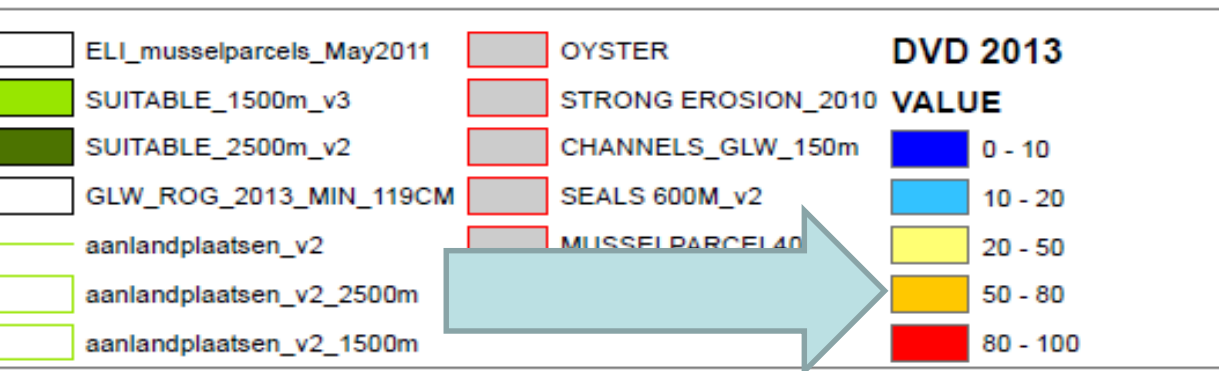 ELI_musselparcels_May2011
SUITABLE_1500m_v3
SUITABLE_2500m_v2
GLW_ROG_2013_MIN_119CM
aanlandplaatsen_v2
aanlandplaatsen_v2_2500m
aanlandplaatsen_v2_1500m
OYSTER
STRONG EROSION_2010
CHANNELS_GLW_150m
SEALS 600M_v2
MUSSELPARCEL40
DVD 2013
VALUE
0 - 10
10 - 20
20 - 50
50 - 80
80 - 100